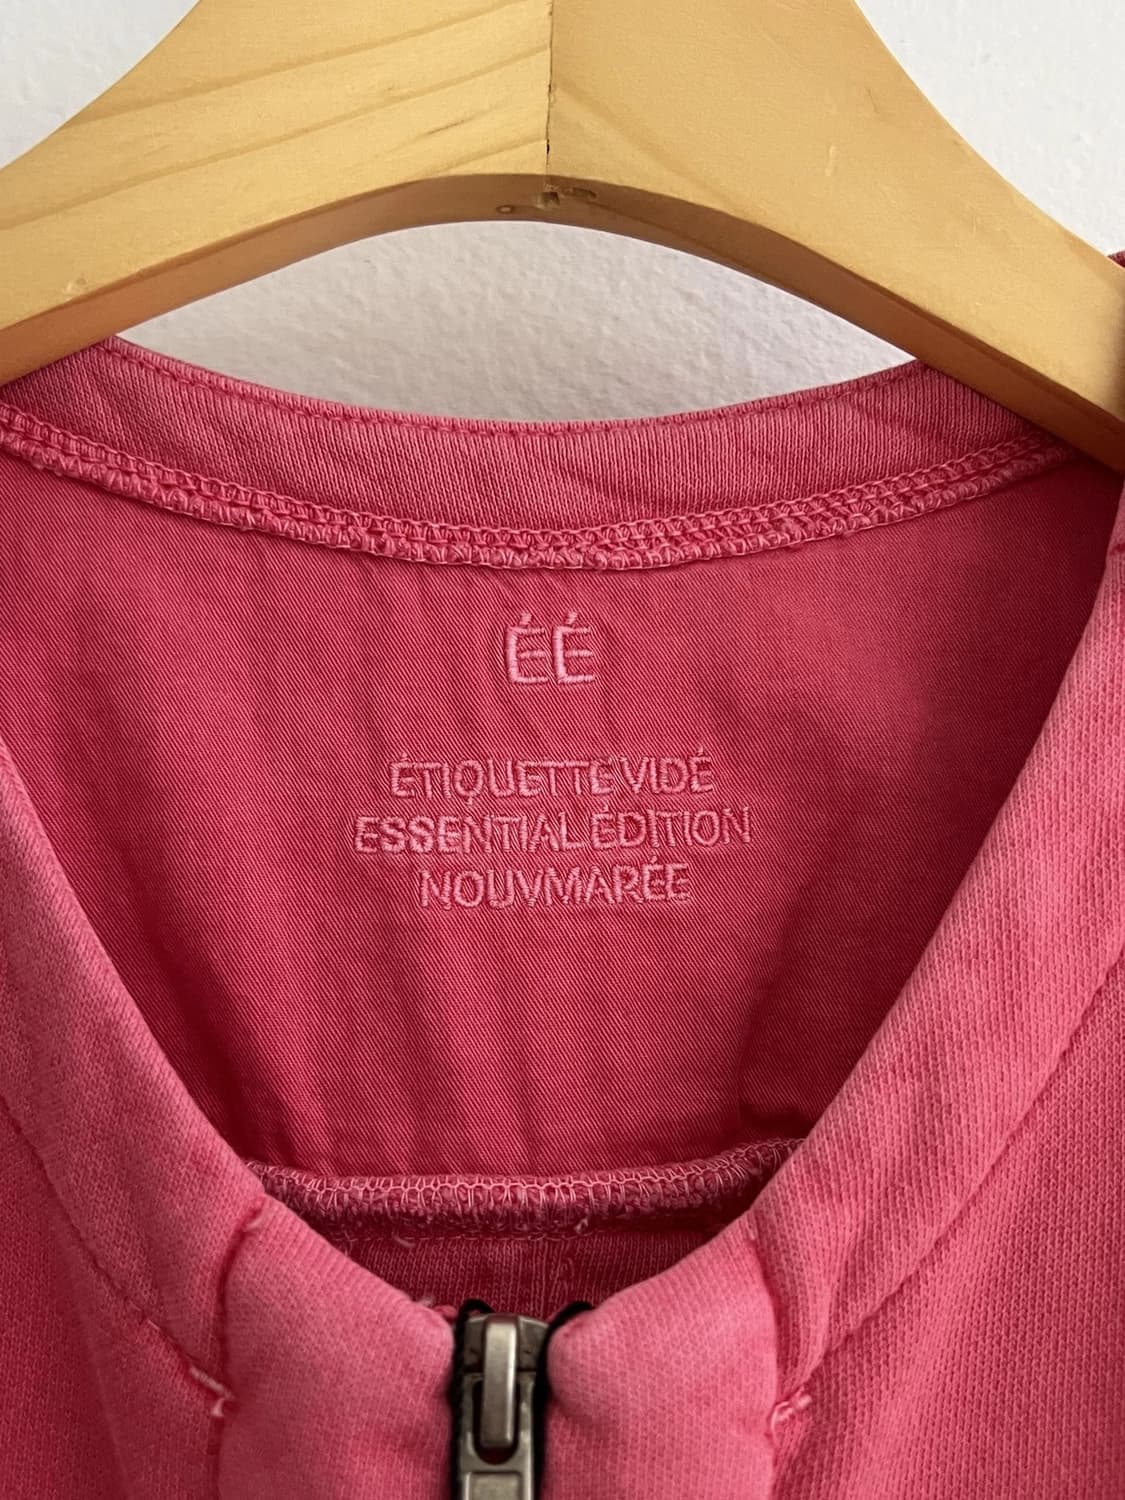 ÉÉ
ÉTIQUETTE VIDÉ
ESSENTIAL ÉDITION
NOUVMARÉE